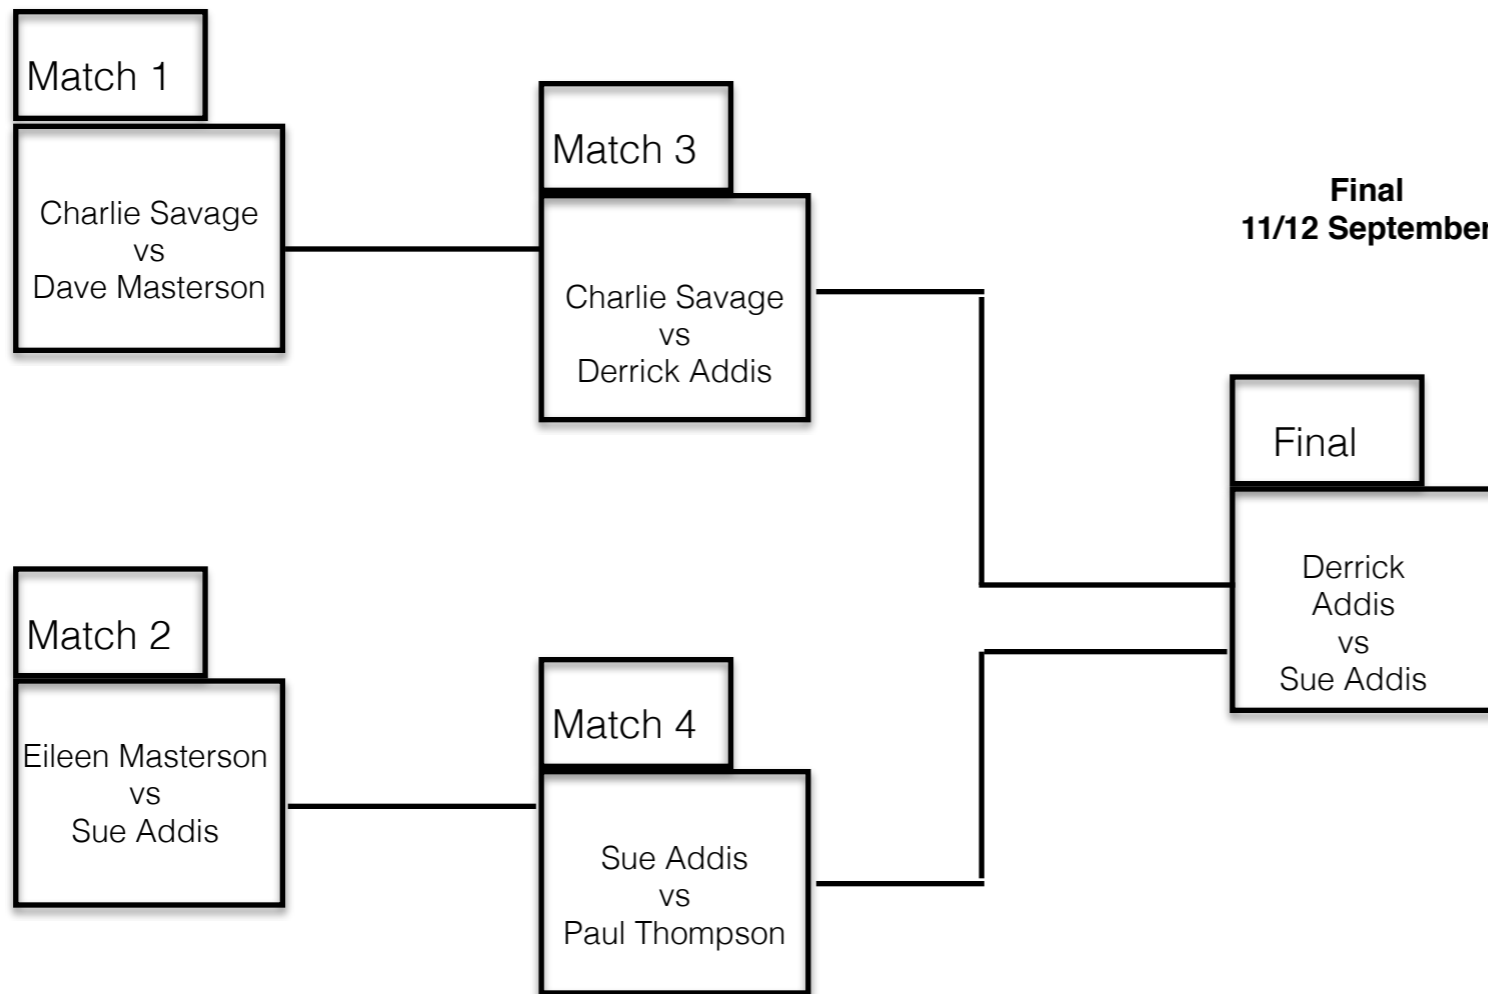 Match 1
Charlie Savage
vs
Dave Masterson
Match 3
Charlie Savage
vs
Derrick Addis
Final
11/12 September
Final
Derrick
Addis
vs
Sue Addis
Match 2
Eileen Masterson
vs
Sue Addis
Match 4
Sue Addis
vs
Paul Thompson